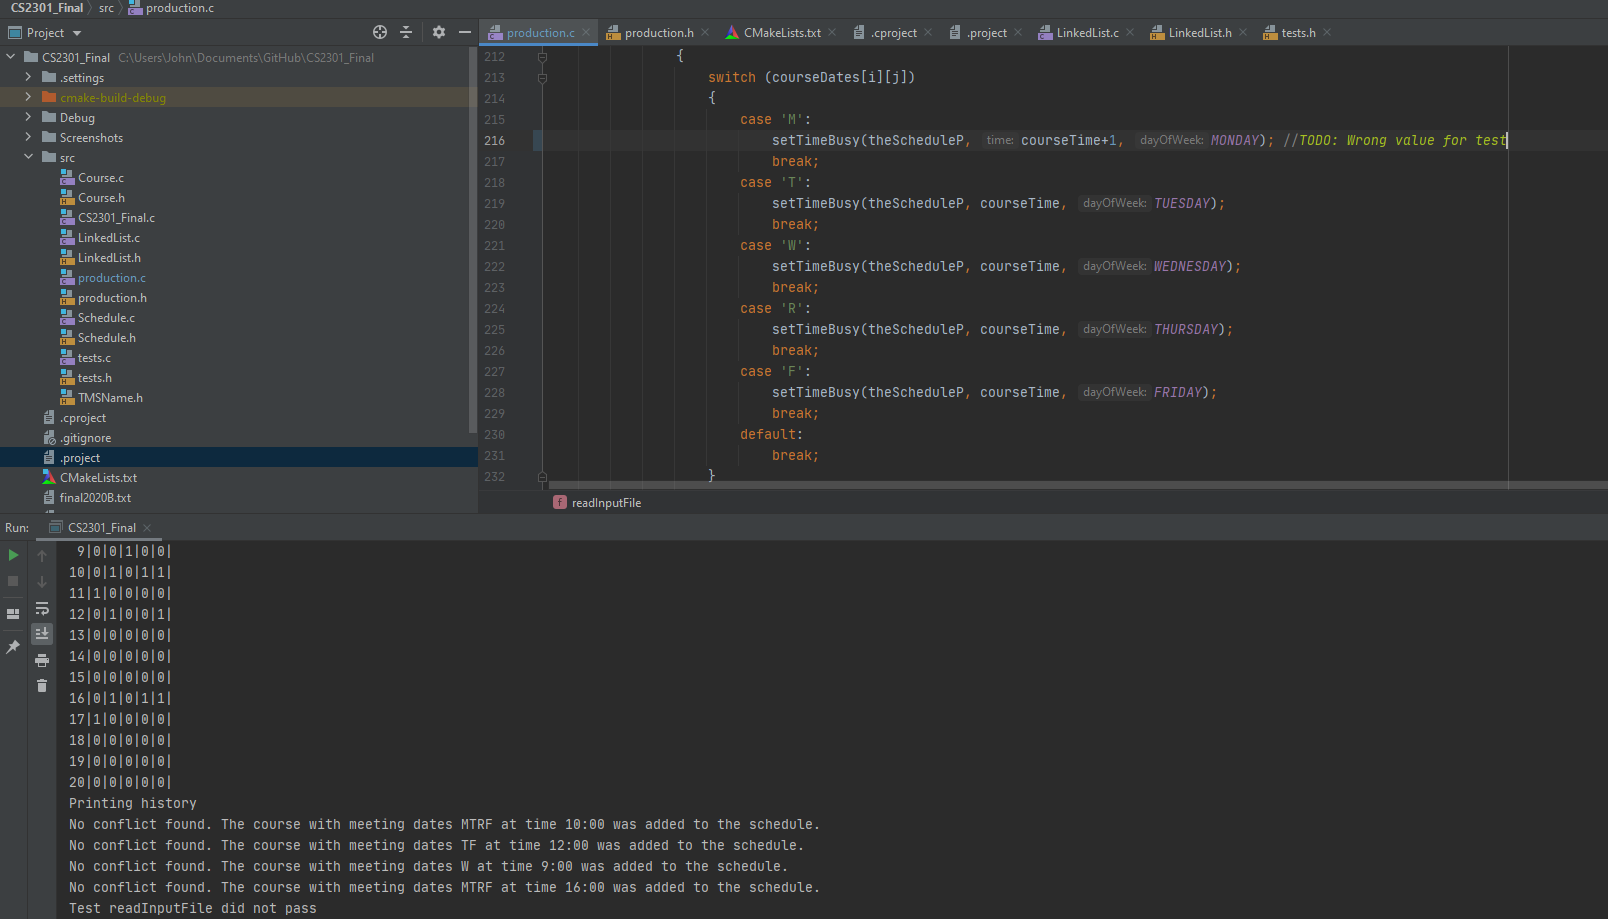 CS2301_Final src production.c
Project
production.c production.h CMakeLists.txt .cproject .project LinkedList.c LinkedList.h tests.h
CS2301_Final C:\Users\John\Documents\GitHub\CS2301_Final
.settings
cmake-build-debug
Debug
Screenshots
src
Course.c
Course.h
CS2301_Final.c
LinkedList.c
LinkedList.h
production.c
production.h
Schedule.c
Schedule.h
tests.c
tests.h
TMSName.h
.cproject
.gitignore
.project
CMakeLists.txt
final2020B.txt
212 {
213 switch (courseDates[i][j])
214 {
215 case 'M':
216 setTimeBusy(theScheduleP, time: courseTime+1, dayOfWeek: MONDAY); //TODO: Wrong value for test
217 break;
218 case 'T':
219 setTimeBusy(theScheduleP, courseTime, dayOfWeek: TUESDAY);
220 break;
221 case 'W':
222 setTimeBusy(theScheduleP, courseTime, dayOfWeek: WEDNESDAY);
223 break;
224 case 'R':
225 setTimeBusy(theScheduleP, courseTime, dayOfWeek: THURSDAY);
226 break;
227 case 'F':
228 setTimeBusy(theScheduleP, courseTime, dayOfWeek: FRIDAY);
229 break;
230 default:
231 break;
232 }
f readInputFile
Run: CS2301_Final
9|0|0|1|0|0|
10|0|1|0|1|1|
11|1|0|0|0|0|
12|0|1|0|0|1|
13|0|0|0|0|0|
14|0|0|0|0|0|
15|0|0|0|0|0|
16|0|1|0|1|1|
17|1|0|0|0|0|
18|0|0|0|0|0|
19|0|0|0|0|0|
20|0|0|0|0|0|
Printing history
No conflict found. The course with meeting dates MTRF at time 10:00 was added to the schedule.
No conflict found. The course with meeting dates TF at time 12:00 was added to the schedule.
No conflict found. The course with meeting dates W at time 9:00 was added to the schedule.
No conflict found. The course with meeting dates MTRF at time 16:00 was added to the schedule.
Test readInputFile did not pass